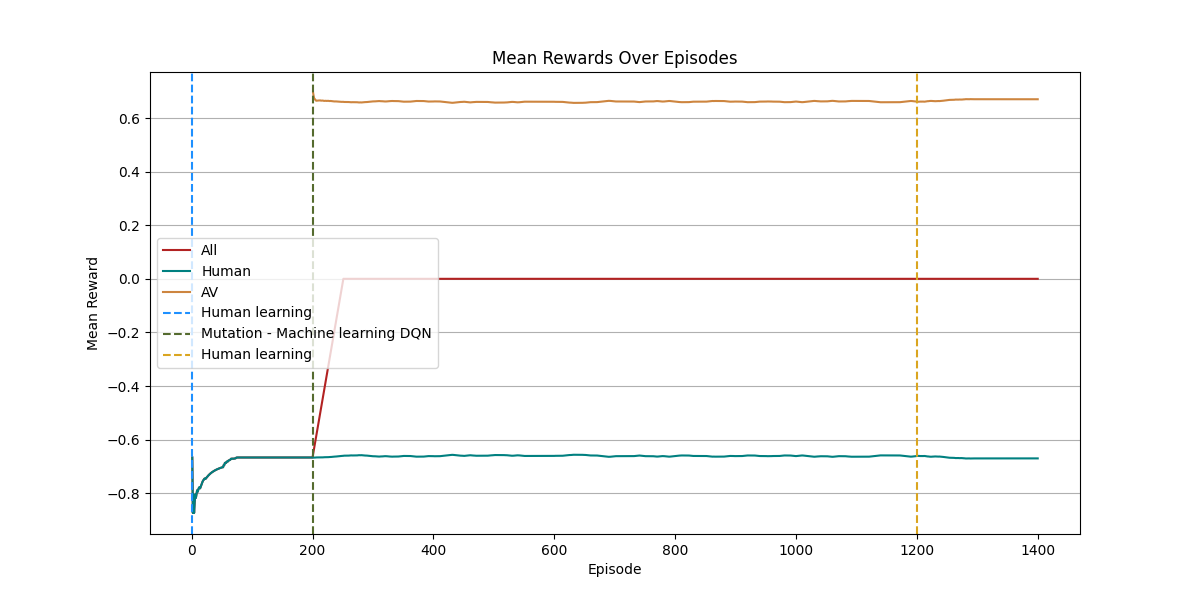 Mean Rewards Over Episodes
Mean Reward
0.6
0.4
0.2
0.0
−0.2
−0.4
−0.6
−0.8
All
Human
AV
Human learning
Mutation - Machine learning DQN
Human learning
0 200 400 600 800 1000 1200 1400
Episode